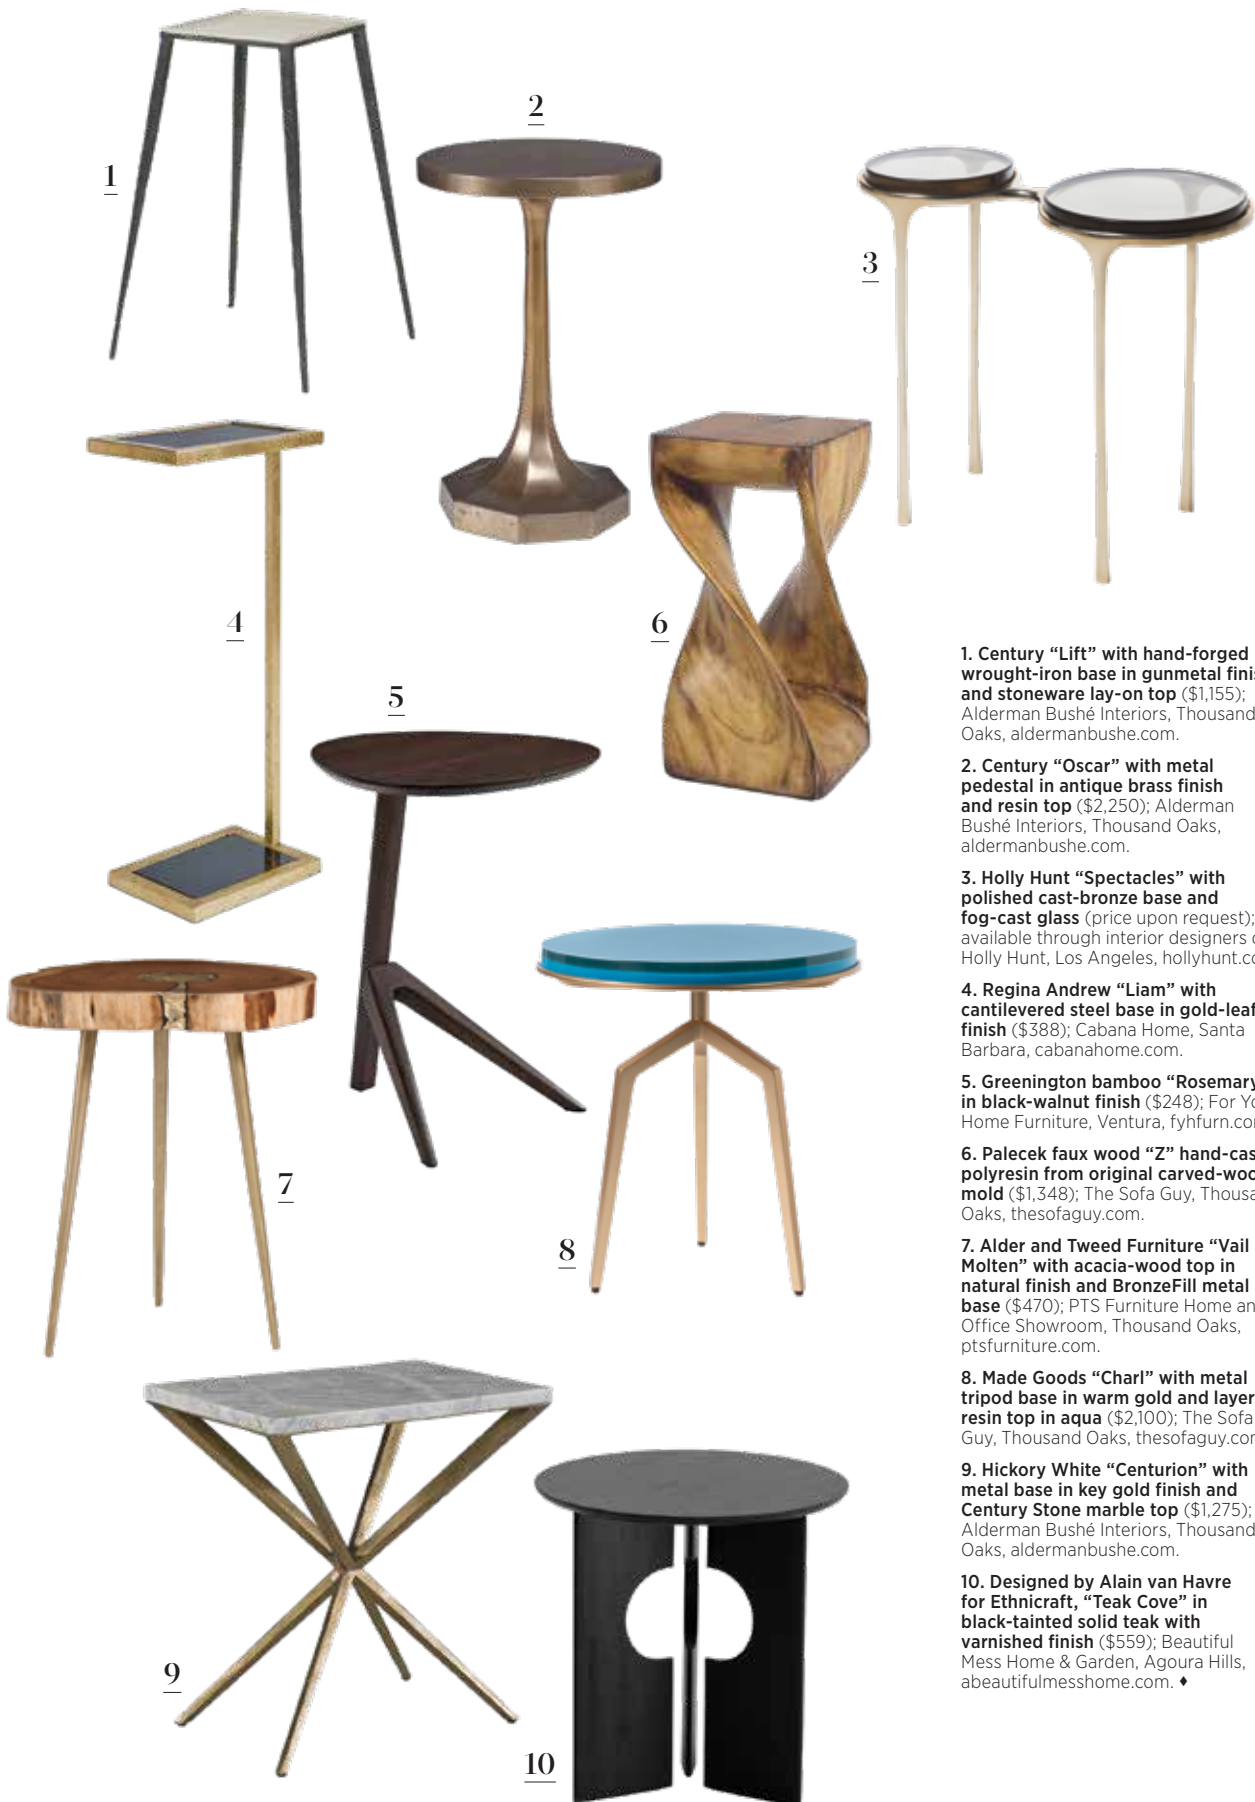 1
2
3
4
5
6
7
8
9
10
1. Century “Lift” with hand-forged
wrought-iron base in gunmetal
and stoneware lay-on top ($1,155);
Alderman Bushé Interiors, Thousand
Oaks, aldermanbushe.com.
2. Century “Oscar” with metal
pedestal in antique brass finish
and resin top ($2,250); Alderman
Bushé Interiors, Thousand Oaks,
aldermanbushe.com.
3. Holly Hunt “Spectacles” with
polished cast-bronze base and
fog-cast glass (price upon request);
available through interior designers
Holly Hunt, Los Angeles,
4. Regina Andrew “Liam” with
cantilevered steel base in gold-leaf
finish ($388); Cabana Home, Santa
Barbara, cabanahome.com.
5. Greenington bamboo “Rosemary
in black-walnut finish ($248); For
Home Furniture, Ventura,
6. Palecek faux wood “Z”
polyresin from original
mold ($1,348); The Sofa Guy,
Oaks, thesofaguy.com.
7. Alder and Tweed Furniture “Vail
Molten” with acacia-wood top in
natural finish and BronzeFill metal
base ($470); PTS Furniture Home
Office Showroom, Thousand Oaks,
ptsfurniture.com.
8. Made Goods “Charl” with metal
tripod base in warm gold and
resin top in aqua ($2,100); The Sofa
Guy, Thousand Oaks,
9. Hickory White “Centurion” with
metal base in key gold finish and
Century Stone marble top ($1,275);
Alderman Bushé Interiors, Thousand
Oaks, aldermanbushe.com.
10. Designed by Alain van Havre
for Ethnicraft, “Teak Cove” in
black-tainted solid teak with
varnished finish ($559); Beautiful
Mess Home & Garden, Agoura Hills,
abeautifulmesshome.com. ♦